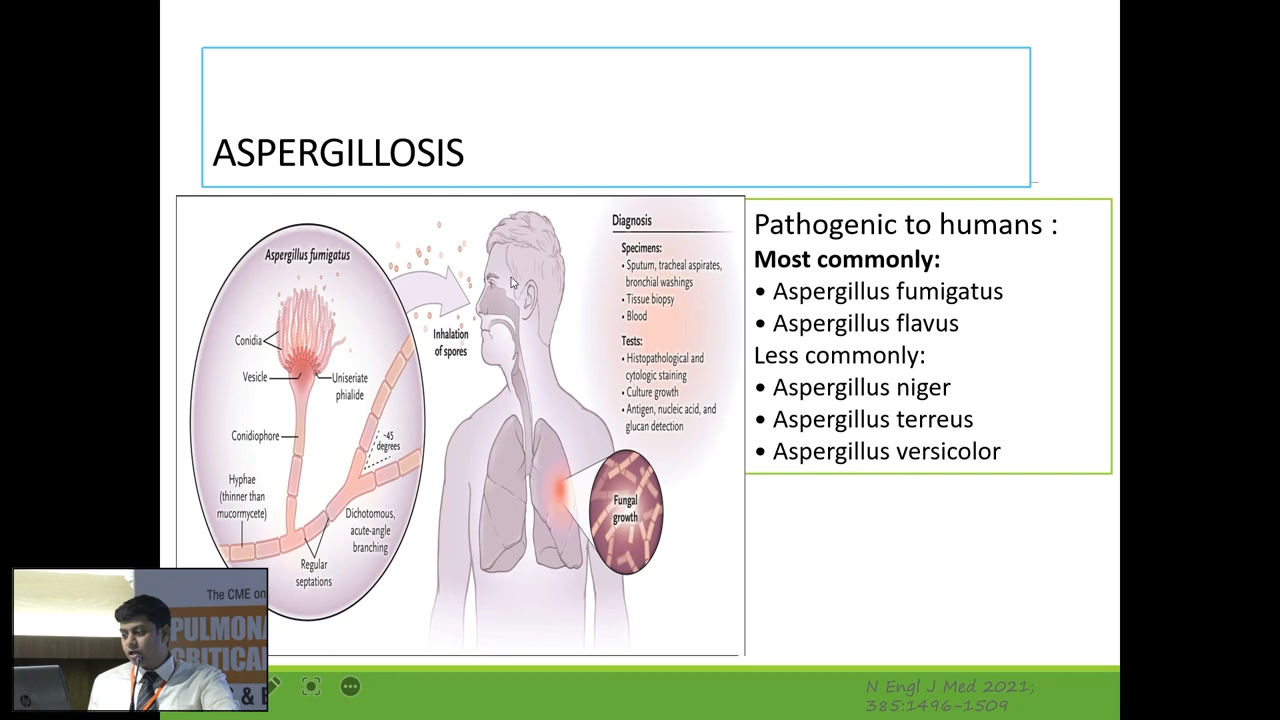 ASPERGILLOSIS
Aspergillus fumigatus
Conidia
Vesicle
Uniseriate
phialide
Conidiophore
~45
degrees
Hyphae
(thinner than
mucormycete)
Dichotomous,
acute-angle
branching
Regular
septations
Inhalation
of spores
Diagnosis
Specimens:
• Sputum, tracheal aspirates,
bronchial washings
• Tissue biopsy
• Blood
Tests:
• Histopathological and
cytologic staining
• Culture growth
• Antigen, nucleic acid, and
glucan detection
Fungal
growth
Pathogenic to humans :
Most commonly:
• Aspergillus fumigatus
• Aspergillus flavus
Less commonly:
• Aspergillus niger
• Aspergillus terreus
• Aspergillus versicolor
The CME on
PULMONA
CRITICAL
& E
N Engl J Med 2021;
385:1496-1509